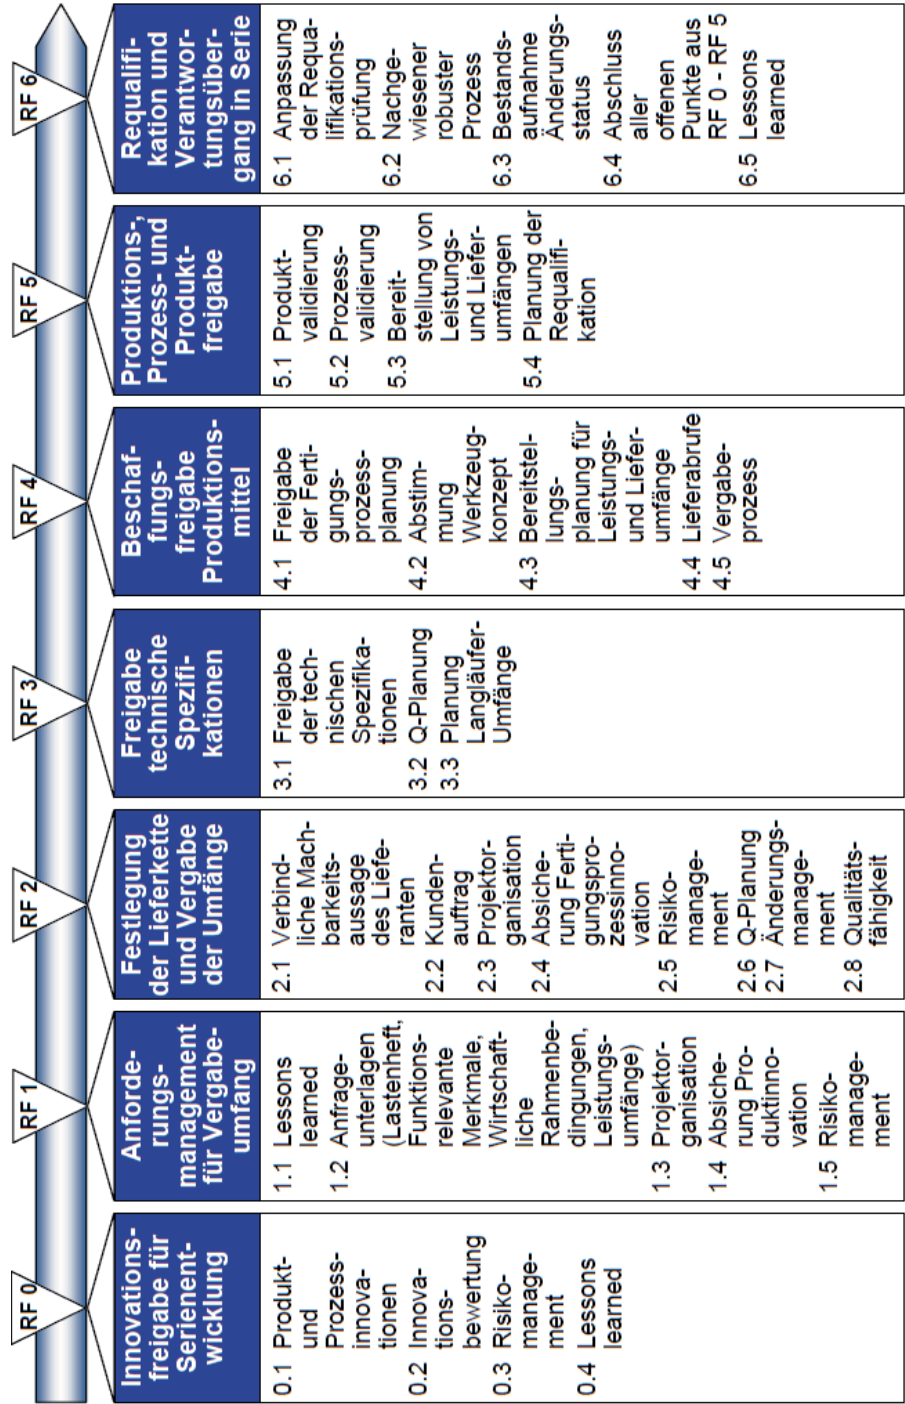 RF 0
Innovations-
freigabe für
Serienent-
wicklung
0.1 Produkt-
und
Prozess-
innova-
tionen
0.2 Innova-
tions-
bewertung
0.3 Risiko-
manage-
ment
0.4 Lessons
learned
RF 1
Anforde-
rungs-
management
für Vergabe-
umfang
1.1 Lessons
learned
1.2 Anfrage-
unterlagen
(Lastenheft,
Funktions-
relevante
Merkmale,
Wirtschaft-
liche
Rahmenbe-
dingungen,
Leistungs-
umfänge)
1.3 Projektor-
ganisation
1.4 Absiche-
rung Pro-
duktinno-
vation
1.5 Risiko-
manage-
ment
RF 2
Festlegung
der Lieferkette
und Vergabe
der Umfänge
2.1 Verbind-
liche Mach-
barkeits-
aussage
des Liefe-
ranten
2.2 Kunden-
auftrag
2.3 Projektor-
ganisation
2.4 Absiche-
rung Ferti-
gungspro-
zessinno-
vation
2.5 Risiko-
manage-
ment
2.6 Q-Planung
2.7 Änderungs-
manage-
ment
2.8 Qualitäts-
fähigkeit
RF 3
Freigabe
technische
Spezifi-
kationen
3.1 Freigabe
der tech-
nischen
Spezifika-
tionen
3.2 Q-Planung
3.3 Planung
Langläufer-
Umfänge
RF 4
Beschaf-
fungs-
freigabe
Produktions-
mittel
4.1 Freigabe
der Ferti-
gungs-
prozess-
planung
4.2 Abstim-
mung
Werkzeug-
konzept
4.3 Bereitstel-
lungs-
planung für
Leistungs-
und Liefer-
umfänge
4.4 Lieferabrufe
4.5 Vergabe-
prozess
RF 5
Produktions-,
Prozess- und
Produkt-
freigabe
5.1 Produkt-
validierung
5.2 Prozess-
validierung
5.3 Bereit-
stellung von
Leistungs-
und Liefer-
umfängen
5.4 Planung der
Requalifi-
kation
RF 6
Requalifi-
kation und
Verantwor-
tungsüber-
gang in Serie
6.1 Anpassung
der Requa-
lifikations-
prüfung
6.2 Nachge-
wiesener
robuster
Prozess
6.3 Bestands-
aufnahme
Änderungs-
status
6.4 Abschluss
aller
offenen
Punkte aus
RF 0 - RF 5
6.5 Lessons
learned